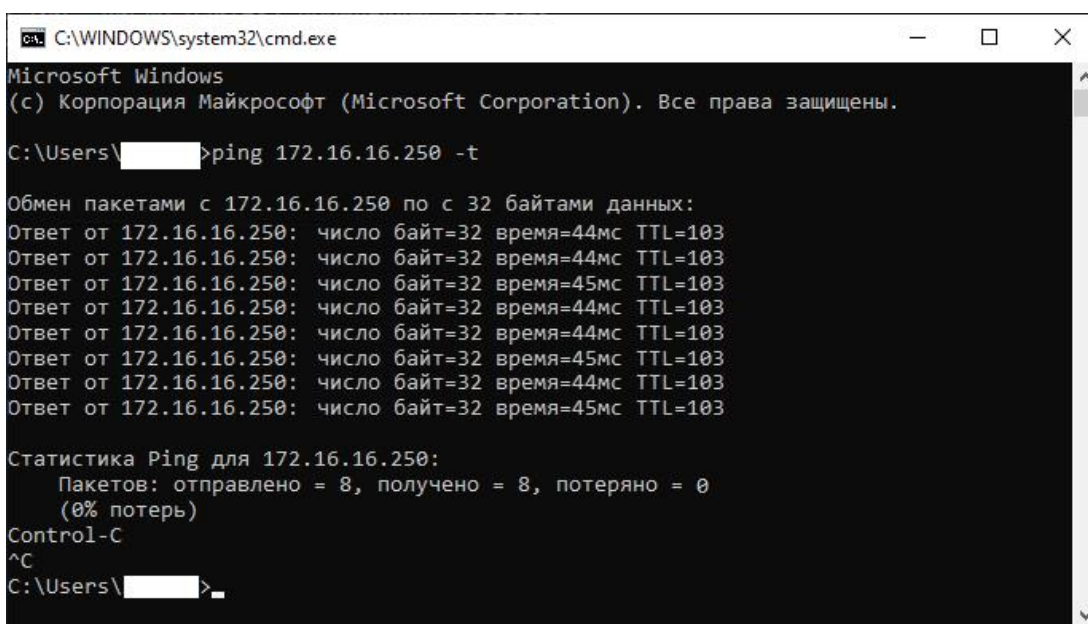 C:\WINDOWS\system32\cmd.exe
Microsoft Windows
(c) Корпорация Майкрософт (Microsoft Corporation). Все права защищены.
C:\Users\ >ping 172.16.16.250 -t
Обмен пакетами с 172.16.16.250 по с 32 байтами данных:
Ответ от 172.16.16.250: число байт=32 время=44мс TTL=103
Ответ от 172.16.16.250: число байт=32 время=44мс TTL=103
Ответ от 172.16.16.250: число байт=32 время=45мс TTL=103
Ответ от 172.16.16.250: число байт=32 время=44мс TTL=103
Ответ от 172.16.16.250: число байт=32 время=44мс TTL=103
Ответ от 172.16.16.250: число байт=32 время=45мс TTL=103
Ответ от 172.16.16.250: число байт=32 время=44мс TTL=103
Ответ от 172.16.16.250: число байт=32 время=45мс TTL=103
Статистика Ping для 172.16.16.250:
Пакетов: отправлено = 8, получено = 8, потеряно = 0
(0% потерь)
Control-C
^C
C:\Users\ >